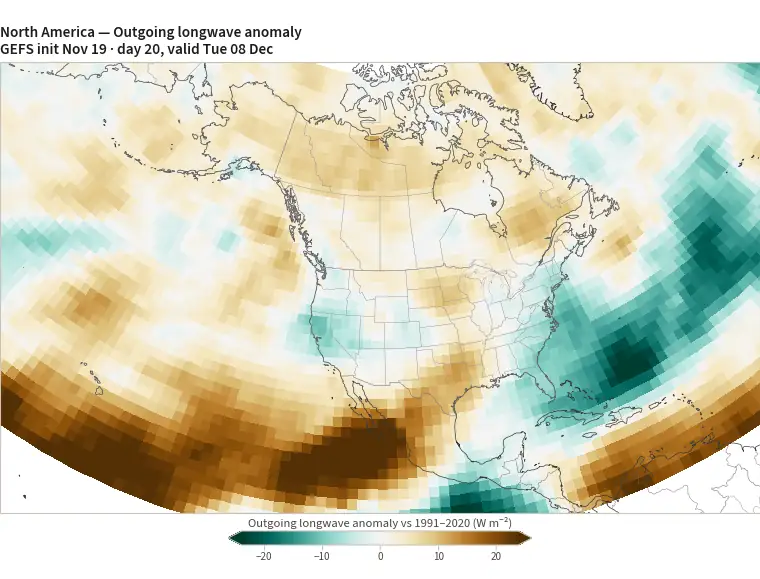 North America — Outgoing longwave anomaly
GEFS init Nov 19 · day 20, valid Tue 08 Dec
Outgoing longwave anomaly vs 1991–2020 (W m⁻²)
−20 −10 0 10 20